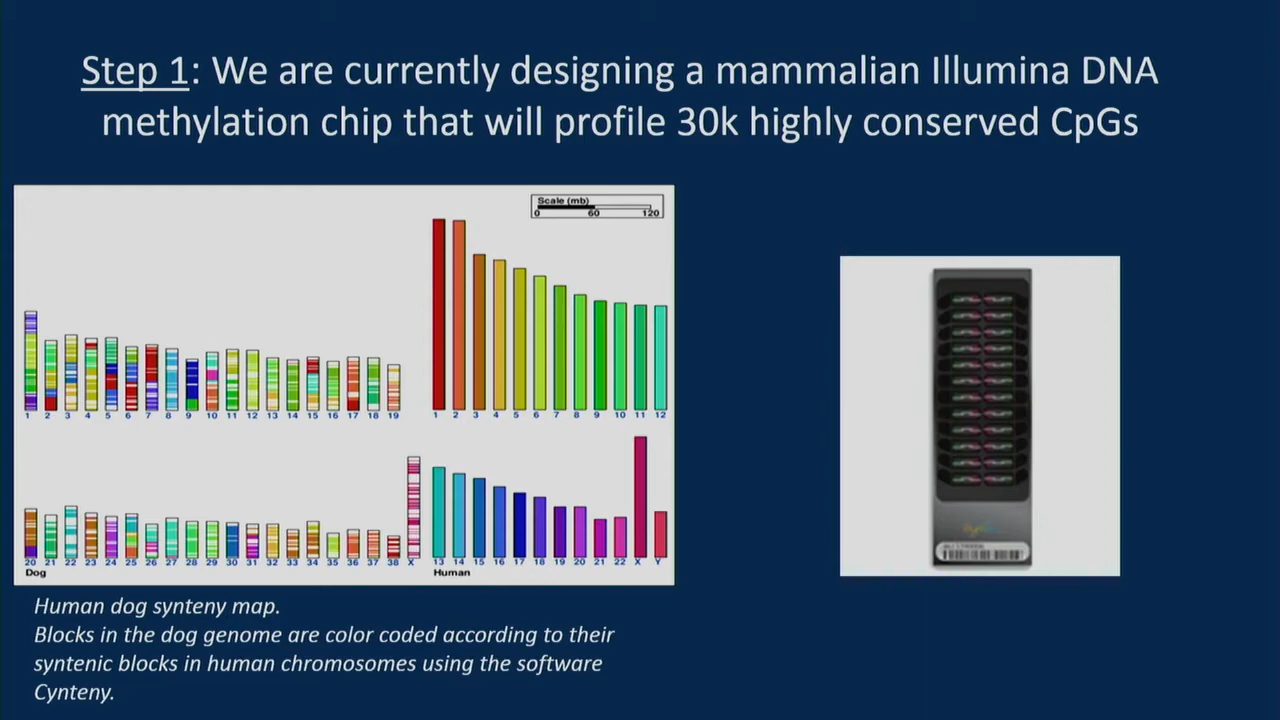 Step 1: We are currently designing a mammalian Illumina DNA
methylation chip that will profile 30k highly conserved CpGs
Scale (mb)
0 60 120
1 2 3 4 5 6 7 8 9 10 11 12 13 14 15 16 17 18 19
1 2 3 4 5 6 7 8 9 10 11 12
20 21 22 23 24 25 26 27 28 29 30 31 32 33 34 35 36 37 38 X
13 14 15 16 17 18 19 20 21 22 X Y
Dog
Human
Human dog synteny map.
Blocks in the dog genome are color coded according to their
syntenic blocks in human chromosomes using the software
Cynteny.